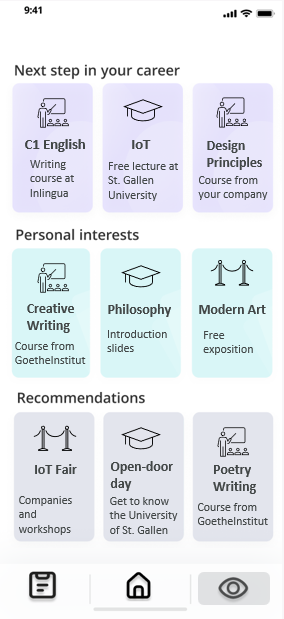 9:41
Next step in your career
C1 English
Writing
course at
Inlingua
IoT
Free lecture at
St. Gallen
University
Design
Principles
Course from
your company
Personal interests
Creative
Writing
Course from
GoetheInstitut
Philosophy
Introduction
slides
Modern Art
Free
exposition
Recommendations
IoT Fair
Companies
and
workshops
Open-door
day
Get to know
the University
of St. Gallen
Poetry
Writing
Course from
GoetheInstitut